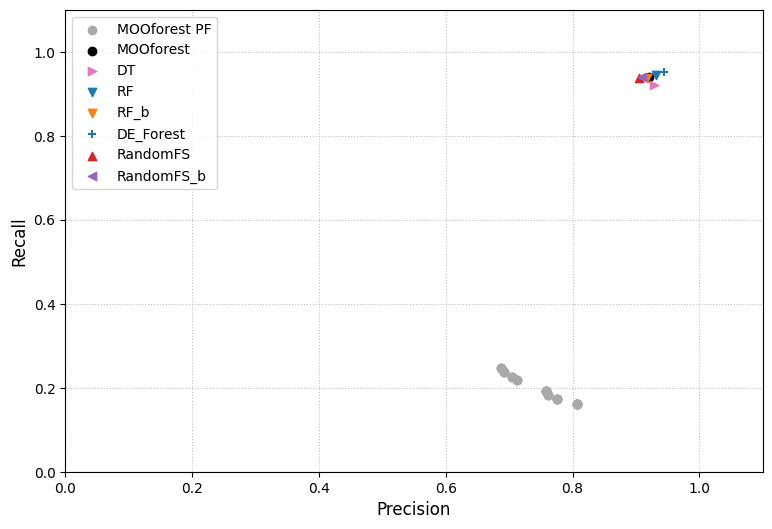 MOOforest PF
MOOforest
DT
RF
RF_b
DE_Forest
RandomFS
RandomFS_b
1.0
0.8
0.6
0.4
0.2
0.0
Recall
0.0 0.2 0.4 0.6 0.8 1.0
Precision